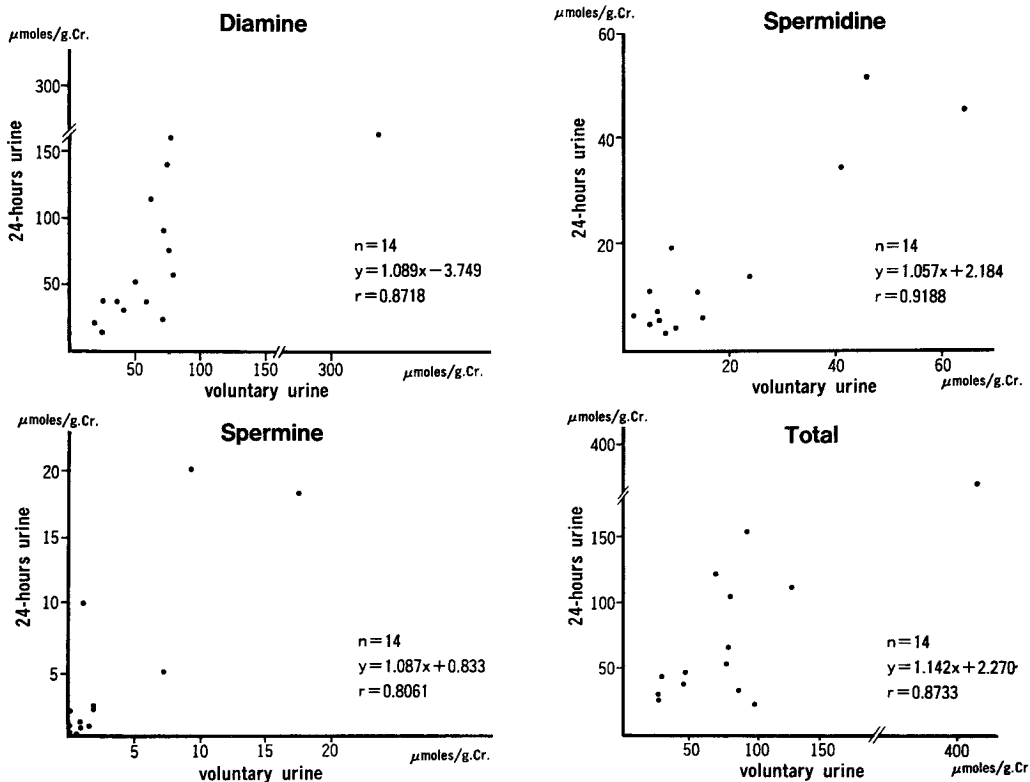 Diamine
μmoles/g.Cr.
300
150
100
50
24-hours urine
n=14
y=1.089x-3.749
r=0.8718
50 100 150 300
voluntary urine
μmoles/g.Cr.
Spermidine
μmoles/g.Cr.
60
40
20
24-hours urine
n=14
y=1.057x+2.184
r=0.9188
20 40 60
voluntary urine
μmoles/g.Cr.
Spermine
μmoles/g.Cr.
20
15
10
5
24-hours urine
n=14
y=1.087x+0.833
r=0.8061
5 10 15 20
voluntary urine
μmoles/g.Cr.
Total
μmoles/g.Cr.
400
150
100
50
24-hours urine
n=14
y=1.142x+2.270
r=0.8733
50 100 150 400
voluntary urine
μmoles/g.Cr